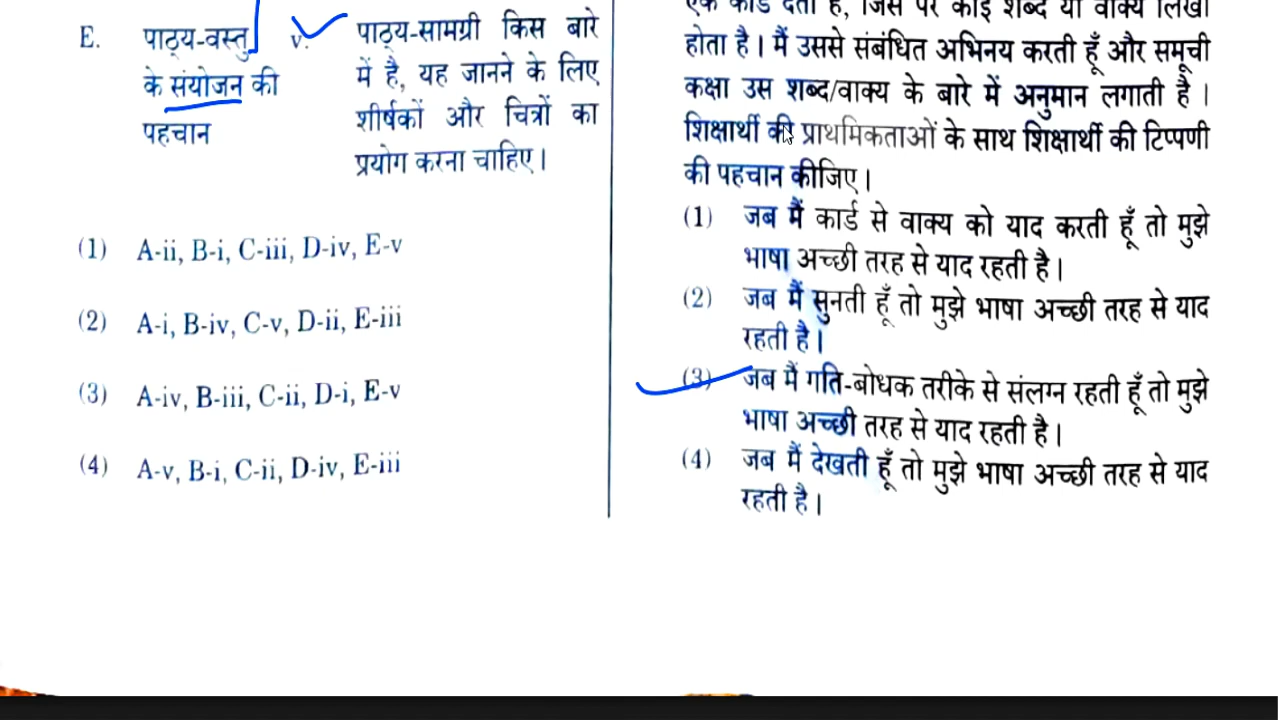 E. पाठ्य-वस्तु के संयोजन की पहचान
v. पाठ्य-सामग्री किस बारे में है, यह जानने के लिए शीर्षकों और चित्रों का प्रयोग करना चाहिए।
(1) A-ii, B-i, C-iii, D-iv, E-v
(2) A-i, B-iv, C-v, D-ii, E-iii
(3) A-iv, B-iii, C-ii, D-i, E-v
(4) A-v, B-i, C-ii, D-iv, E-iii
एक कार्ड देता है, जिस पर कोई शब्द या वाक्य लिखा
होता है। मैं उससे संबंधित अभिनय करती हूँ और समूची
कक्षा उस शब्द/वाक्य के बारे में अनुमान लगाती है।
शिक्षार्थी की प्राथमिकताओं के साथ शिक्षार्थी की टिप्पणी
की पहचान कीजिए।
(1) जब मैं कार्ड से वाक्य को याद करती हूँ तो मुझे
भाषा अच्छी तरह से याद रहती है।
(2) जब मैं सुनती हूँ तो मुझे भाषा अच्छी तरह से याद
रहती है।
(3) जब मैं गति-बोधक तरीके से संलग्न रहती हूँ तो मुझे
भाषा अच्छी तरह से याद रहती है।
(4) जब मैं देखती हूँ तो मुझे भाषा अच्छी तरह से याद
रहती है।